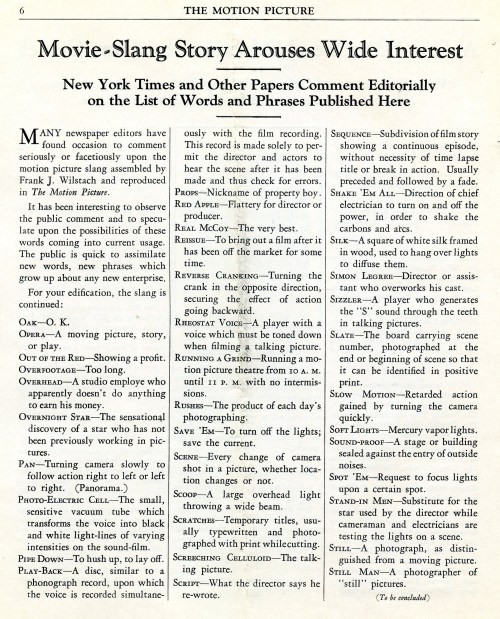 6
THE MOTION PICTURE
Movie-Slang Story Arouses Wide Interest
New York Times and Other Papers Comment Editorially
on the List of Words and Phrases Published Here
MANY newspaper editors have
found occasion to comment
seriously or facetiously upon the
motion picture slang assembled by
Frank J. Wilstach and reproduced
in The Motion Picture.
It has been interesting to observe
the public comment and to specu-
late upon the possibilities of these
words coming into current usage.
The public is quick to assimilate
new words, new phrases which
grow up about any new enterprise.
For your edification, the slang is
continued:
OAK—O. K.
OPERA—A moving picture, story,
or play.
OUT OF THE RED—Showing a profit.
OVERFOOTAGE—Too long.
OVERHEAD—A studio employe who
apparently doesn't do anything
to earn his money.
OVERNIGHT STAR—The sensational
discovery of a star who has not
been previously working in pic-
tures.
PAN—Turning camera slowly to
follow action right to left or left
to right. (Panorama.)
PHOTO-ELECTRIC CELL—The small,
sensitive vacuum tube which
transforms the voice into black
and white light-lines of varying
intensities on the sound-film.
PIPE DOWN—To hush up, to lay off.
PLAY-BACK—A disc, similar to a
phonograph record, upon which
the voice is recorded simultane-
ously with the film recording.
This record is made solely to per-
mit the director and actors to
hear the scene after it has been
made and thus check for errors.
PROPS—Nickname of property boy.
RED APPLE—Flattery for director or
producer.
REAL MCCOY—The very best.
REISSUE—To bring out a film after it
has been off the market for some
time.
REVERSE CRANKING—Turning the
crank in the opposite direction,
securing the effect of action
going backward.
RHEOSTAT VOICE—A player with a
voice which must be toned down
when filming a talking picture.
RUNNING A GRIND—Running a mo-
tion picture theatre from 10 A. M.
until 11 P. M. with no intermis-
sions.
RUSHES—The product of each day's
photographing.
SAVE 'EM—To turn off the lights;
save the current.
SCENE—Every change of camera
shot in a picture, whether loca-
tion changes or not.
SCOOP—A large overhead light
throwing a wide beam.
SCRATCHES—Temporary titles, usu-
ally typewritten and photo-
graphed with print while cutting.
SCREECHING CELLULOID—The talk-
ing picture.
SCRIPT—What the director says he
re-wrote.
SEQUENCE—Subdivision of film story
showing a continuous episode,
without necessity of time lapse
title or break in action. Usually
preceded and followed by a fade.
SHAKE 'EM ALL—Direction of chief
electrician to turn on and off the
power, in order to shake the
carbons and arcs.
SILK—A square of white silk framed
in wood, used to hang over lights
to diffuse them.
SIMON LEGREE—Director or assis-
tant who overworks his cast.
SIZZLER—A player who generates
the "S" sound through the teeth
in talking pictures.
SLATE—The board carrying scene
number, photographed at the
end or beginning of scene so that
it can be identified in positive
print.
SLOW MOTION—Retarded action
gained by turning the camera
quickly.
SOFT LIGHTS—Mercury vapor lights.
SOUND-PROOF—A stage or building
sealed against the entry of outside
noises.
SPOT 'EM—Request to focus lights
upon a certain spot.
STAND-IN MEN—Substitute for the
star used by the director while
cameraman and electricians are
testing the lights on a scene.
STILL—A photograph, as distin-
guished from a moving picture.
STILL MAN—A photographer of
"still" pictures.
(To be concluded)